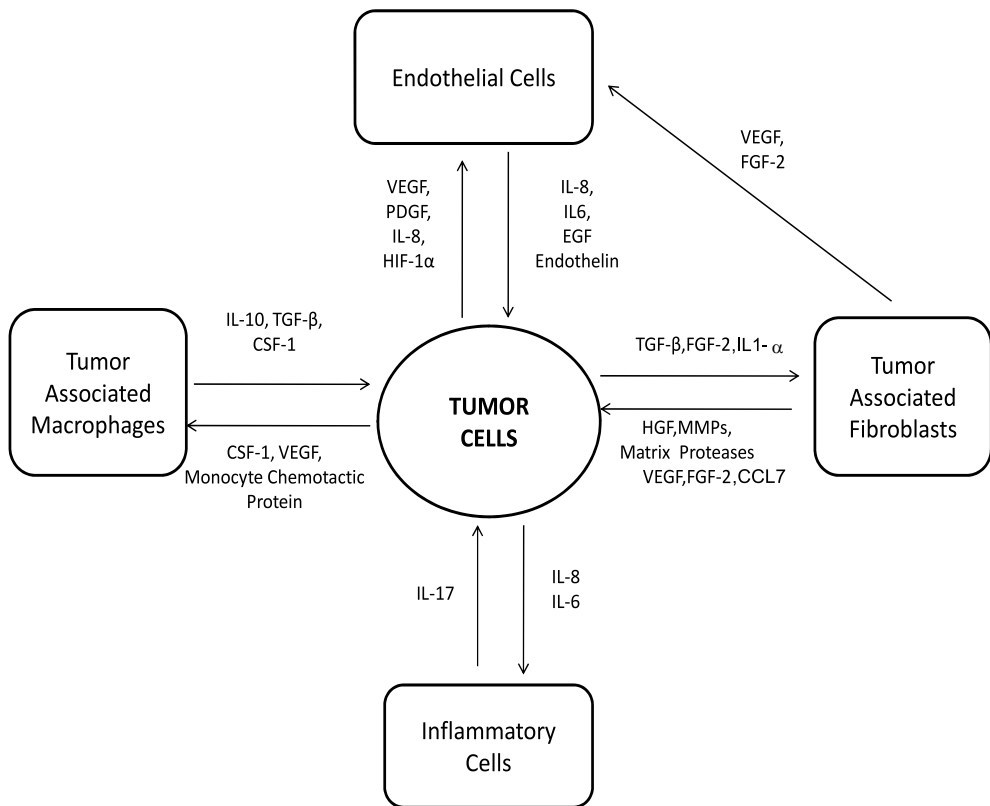 Endothelial Cells
VEGF,
FGF-2
VEGF,
PDGF,
IL-8,
HIF-1α
IL-8,
IL6,
EGF
Endothelin
IL-10, TGF-β,
CSF-1
Tumor
Associated
Macrophages
CSF-1, VEGF,
Monocyte Chemotactic
Protein
TUMOR
CELLS
TGF-β,FGF-2,IL1- α
HGF,MMPs,
Matrix Proteases
VEGF,FGF-2,CCL7
Tumor
Associated
Fibroblasts
IL-17
IL-8
IL-6
Inflammatory
Cells